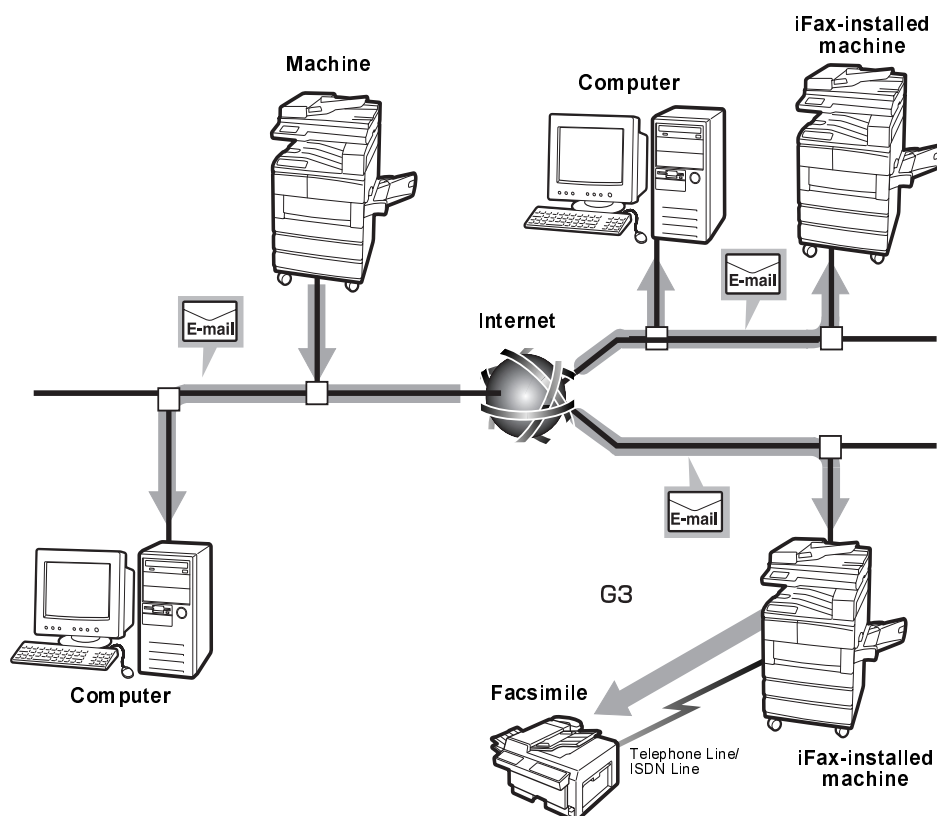 iFax-installed
machine
Machine
Computer
E-mail
E-mail
Internet
E-mail
G3
Computer
Facsimile
Telephone Line/
ISDN Line
iFax-installed
machine